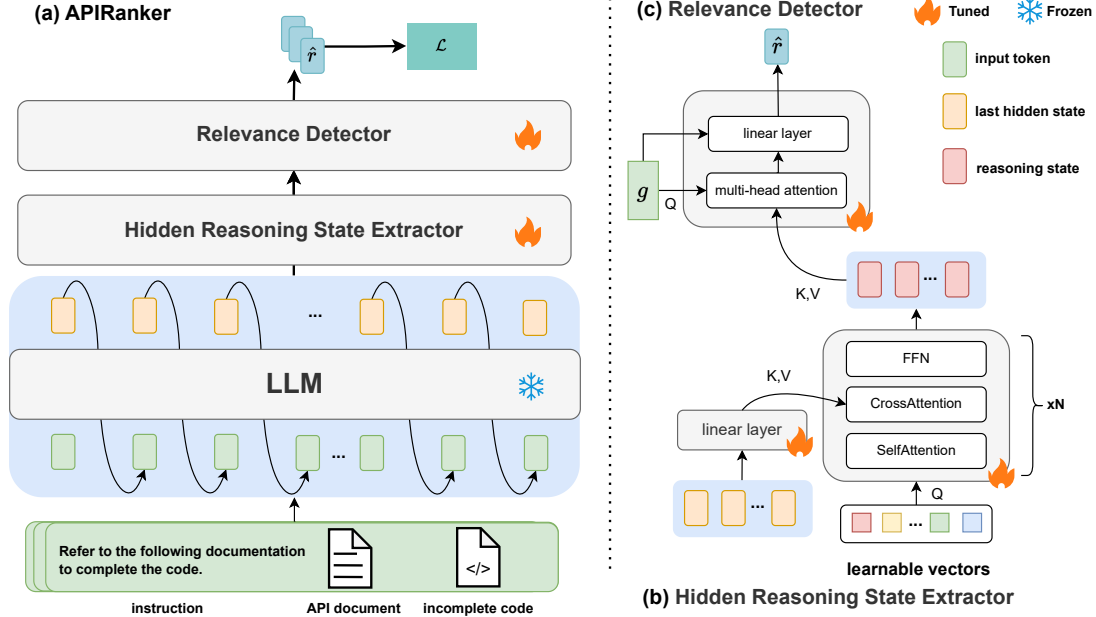 (a) APIRanker
r̂
ℒ
Relevance Detector
Hidden Reasoning State Extractor
...
LLM
...
Refer to the following documentation
to complete the code.
</>
instruction
API document
incomplete code
(c) Relevance Detector
Tuned
Frozen
input token
last hidden state
reasoning state
r̂
linear layer
multi-head attention
g
Q
K,V
...
FFN
CrossAttention
SelfAttention
xN
K,V
linear layer
...
Q
...
learnable vectors
(b) Hidden Reasoning State Extractor